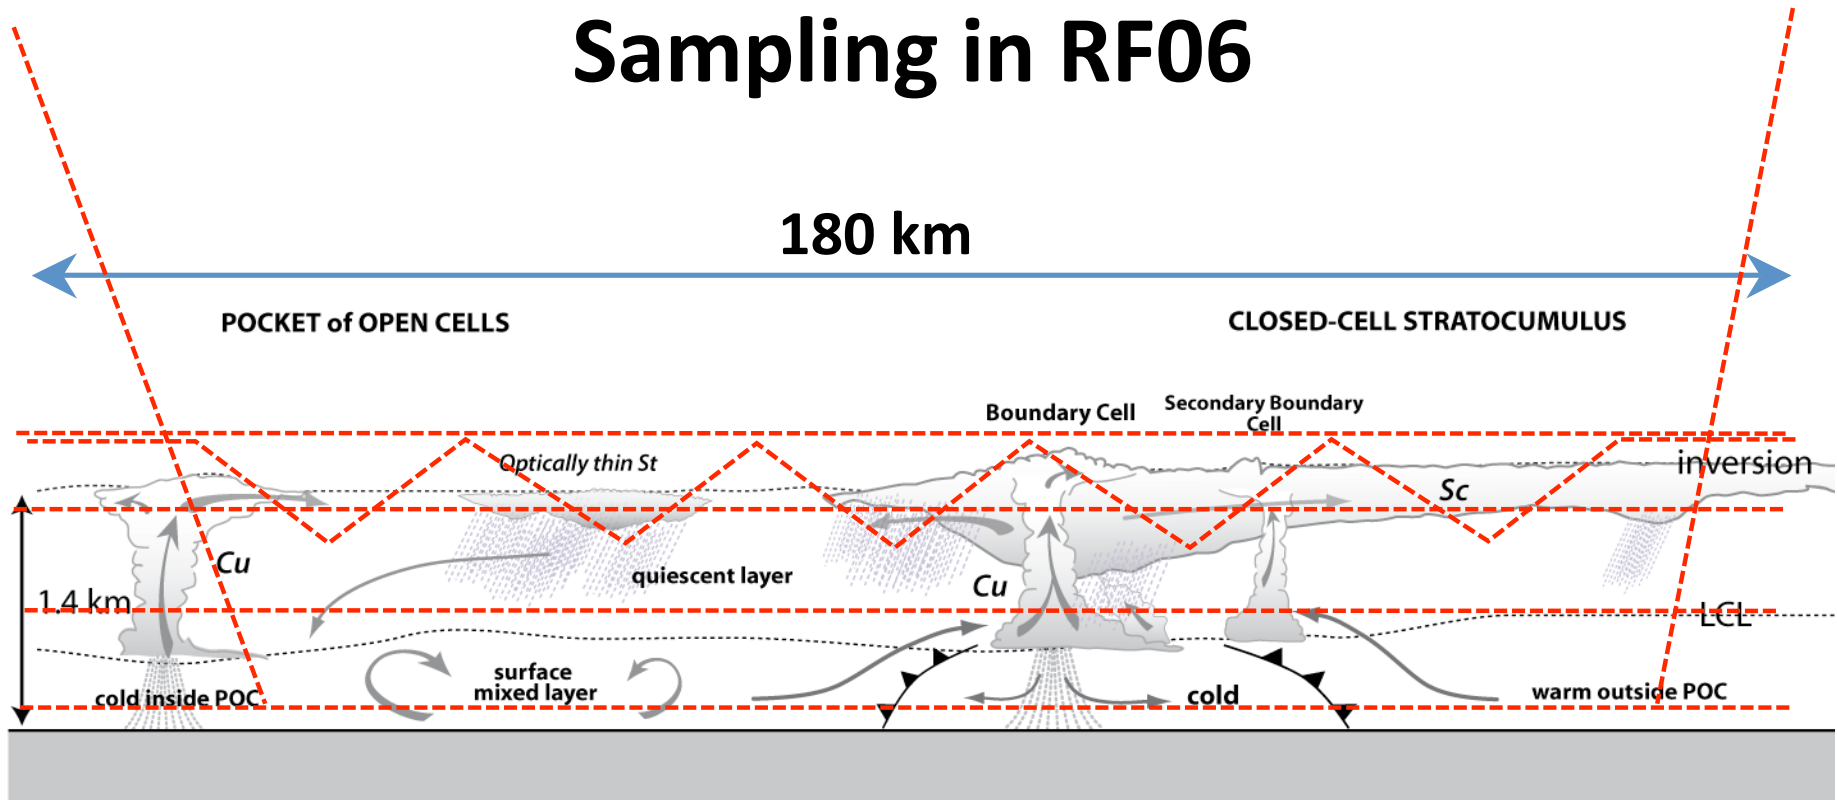 Sampling in RF06
180 km
POCKET of OPEN CELLS
CLOSED-CELL STRATOCUMULUS
Boundary Cell
Secondary Boundary
Cell
Optically thin St
inversion
Sc
Cu
quiescent layer
Cu
1.4 km
LCL
surface
mixed layer
cold inside POC
cold
warm outside POC